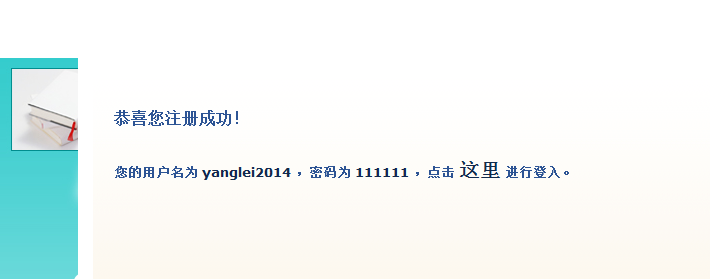 恭喜您注册成功！
您的用户名为 yanglei2014 ，密码为 111111 ，点击 这里 进行登入。